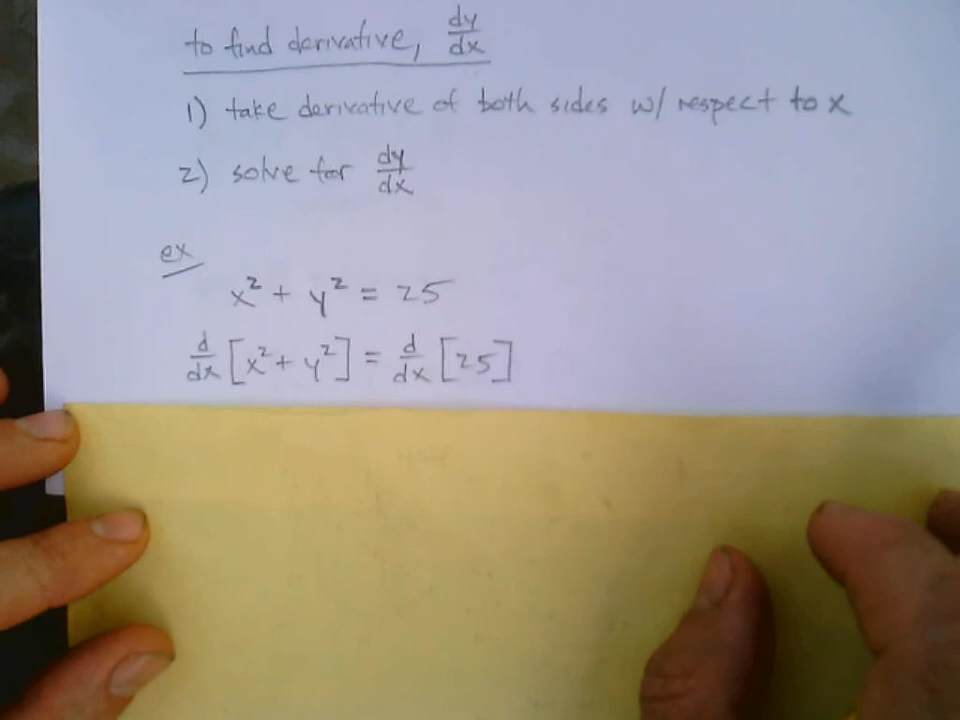 to find derivative, dy/dx
1) take derivative of both sides w/ respect to x
2) solve for dy/dx
ex
x² + y² = 25
d/dx [x² + y²] = d/dx [25]